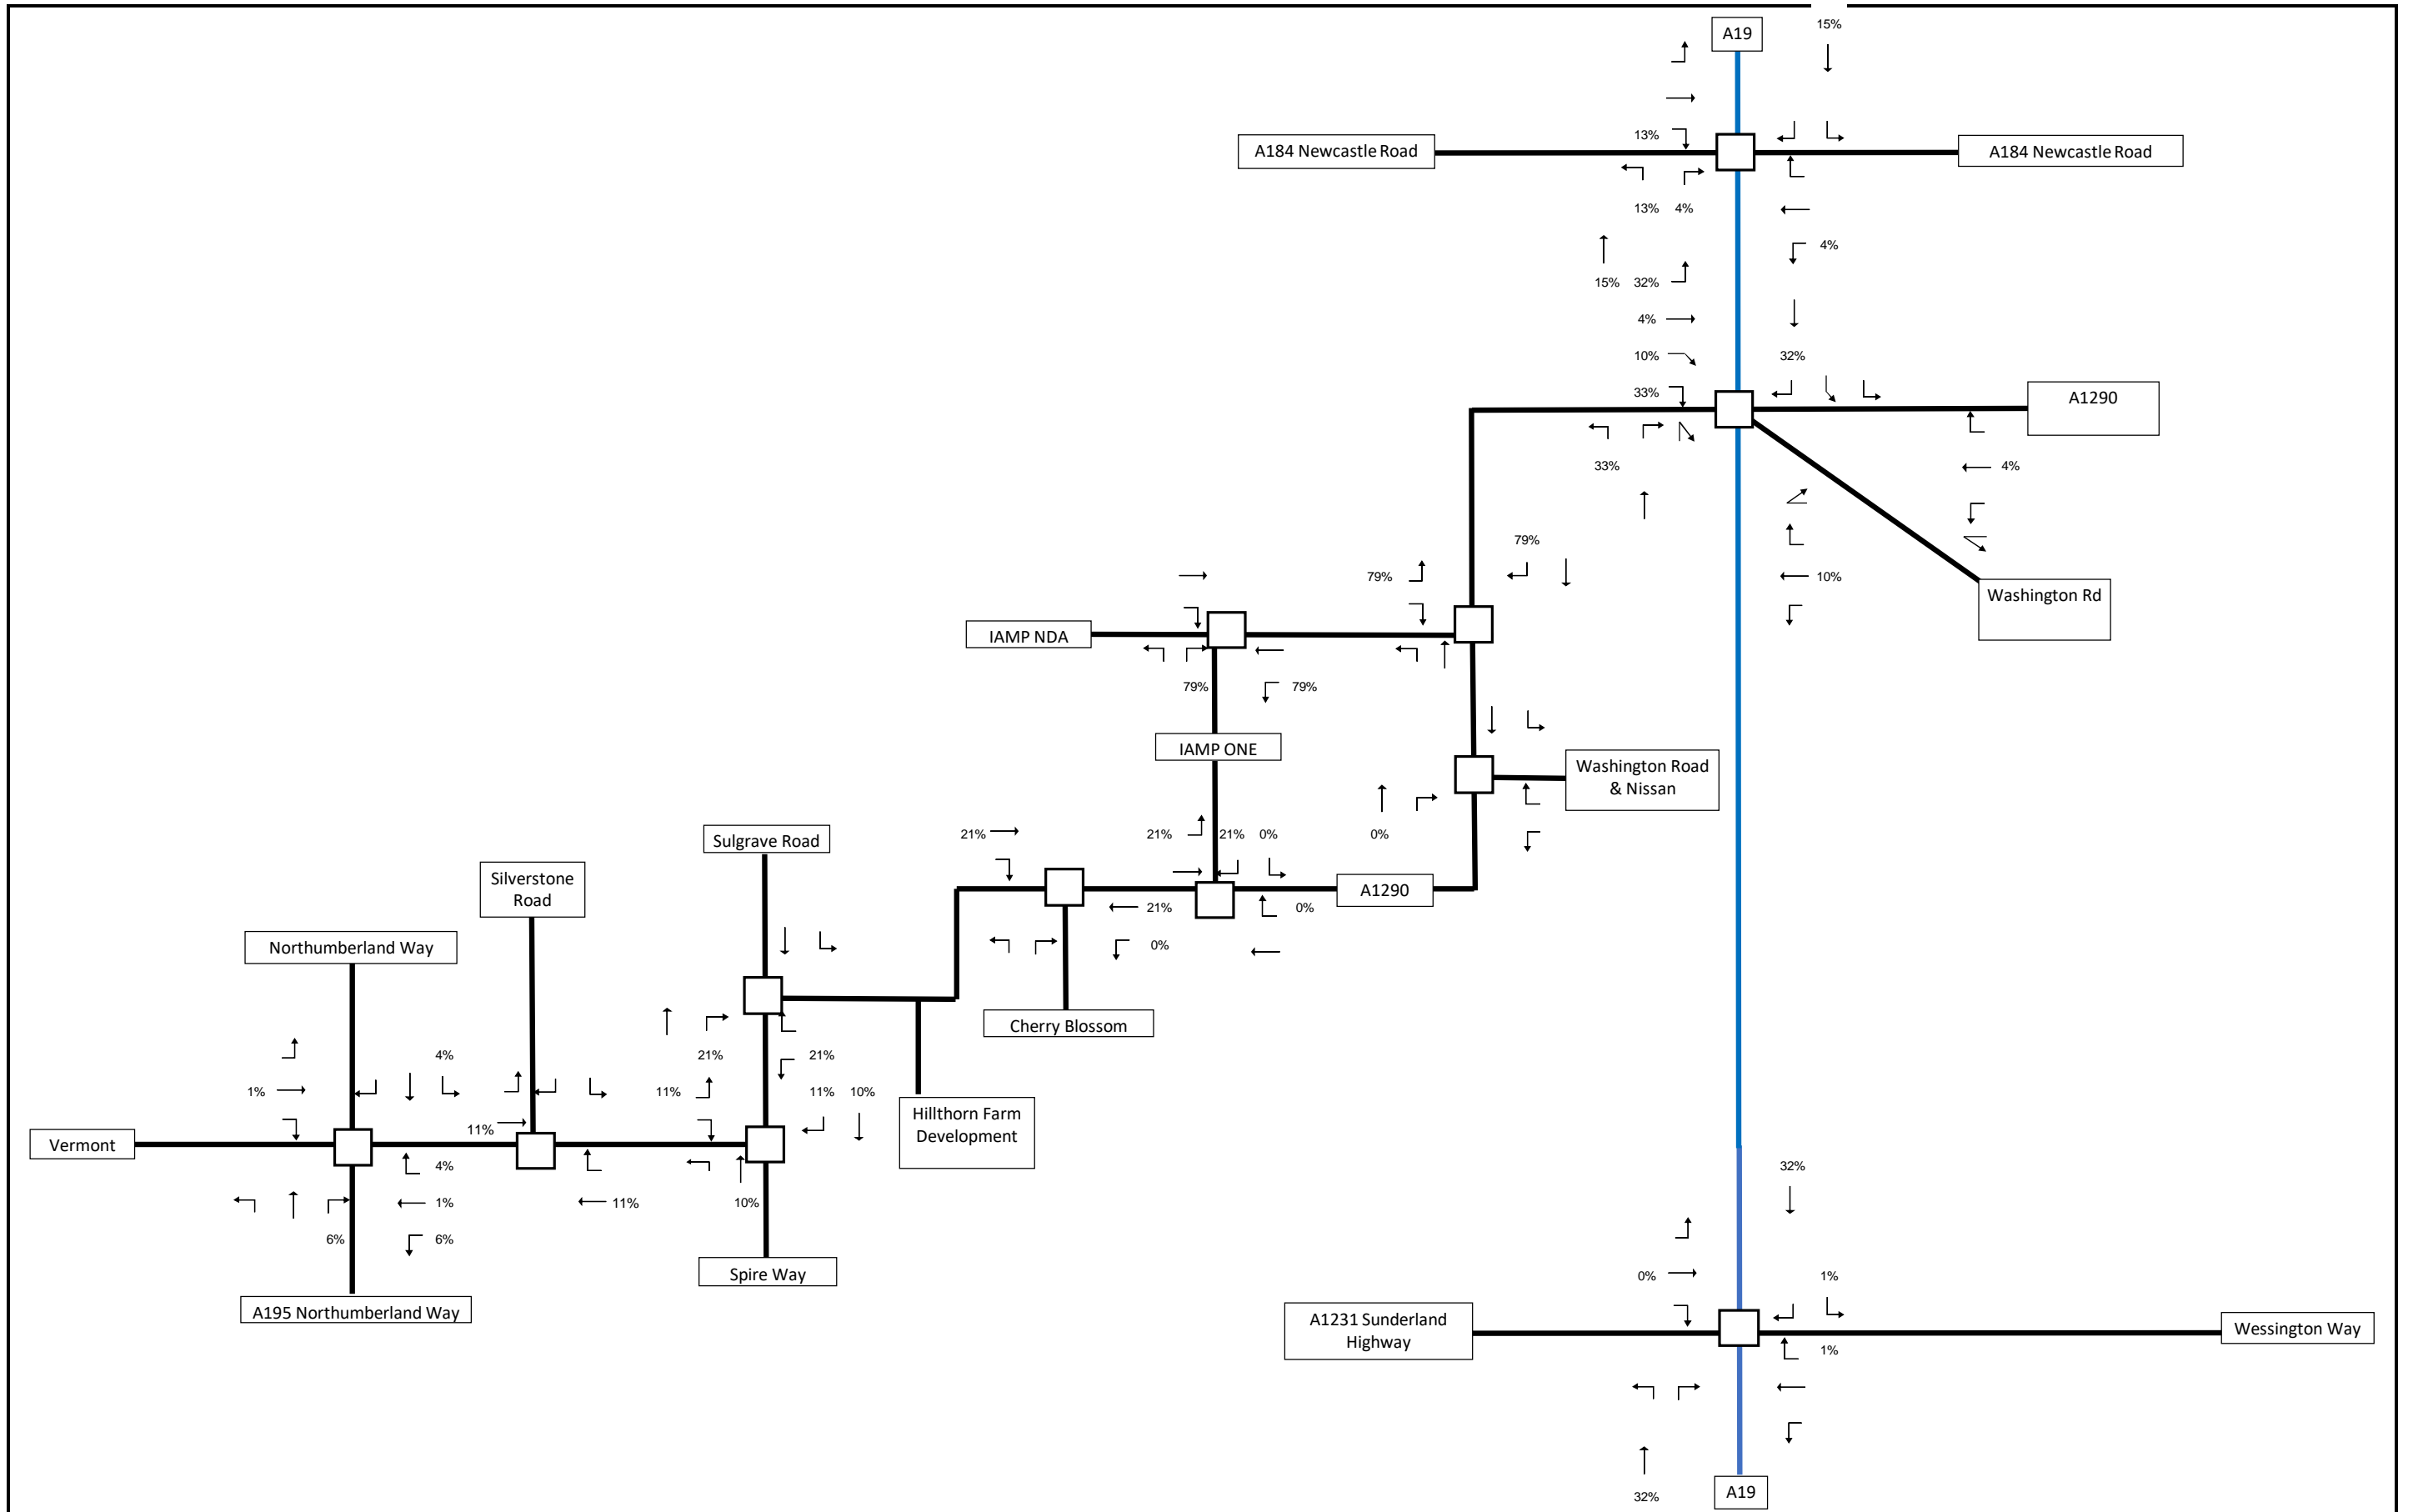 15%
A19
13%
A184 Newcastle Road
A184 Newcastle Road
13% 4%
4%
15% 32%
4%
10% 32%
33%
A1290
33%
4%
79%
79%
10%
Washington Rd
IAMP NDA
79% 79%
IAMP ONE
Washington Road
& Nissan
Sulgrave Road
21% 21% 21% 0% 0%
Silverstone
Road
A1290
21% 0%
Northumberland Way
0%
Cherry Blossom
4% 21% 21%
1% 11% 11% 10%
Hillthorn Farm
Development
11%
Vermont
4% 32%
1% 11% 10%
6% 6%
Spire Way
0% 1%
A195 Northumberland Way
A1231 Sunderland
Highway
Wessington Way
1%
A19
32%